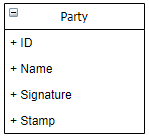 Party
+ ID
+ Name
+ Signature
+ Stamp